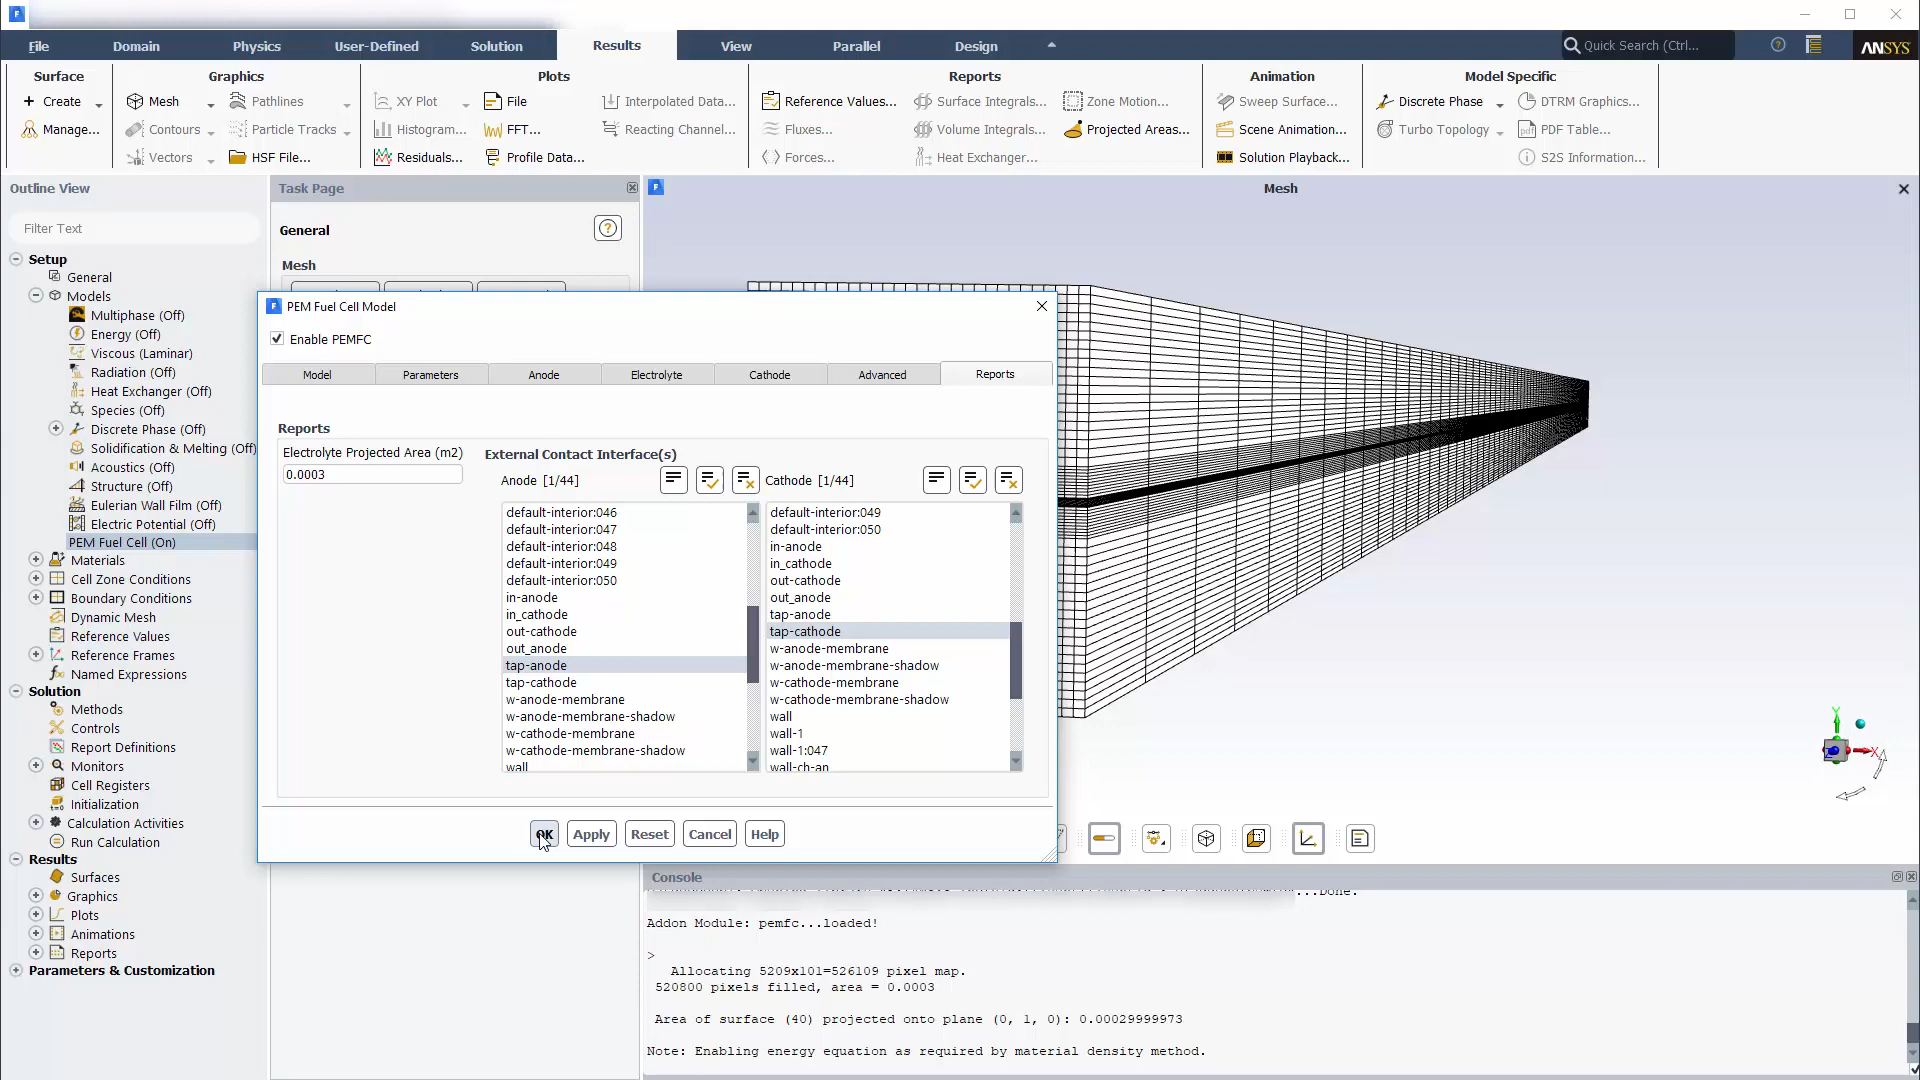 File Domain Physics User-Defined Solution Results View Parallel Design Quick Search (Ctrl... ANSYS
Surface Graphics Plots Reports Animation Model Specific
Create Mesh Pathlines XY Plot File Interpolated Data... Reference Values... Surface Integrals... Zone Motion... Sweep Surface... Discrete Phase DTRM Graphics...
Manage... Contours Particle Tracks Histogram... FFT... Reacting Channel... Fluxes... Volume Integrals... Projected Areas... Scene Animation... Turbo Topology PDF Table...
Vectors HSF File... Residuals... Profile Data... Forces... Heat Exchanger... Solution Playback... S2S Information...
Outline View
Filter Text
Setup
General
Models
Multiphase (Off)
Energy (Off)
Viscous (Laminar)
Radiation (Off)
Heat Exchanger (Off)
Species (Off)
Discrete Phase (Off)
Solidification & Melting (Off)
Acoustics (Off)
Structure (Off)
Eulerian Wall Film (Off)
Electric Potential (Off)
PEM Fuel Cell (On)
Materials
Cell Zone Conditions
Boundary Conditions
Dynamic Mesh
Reference Values
Reference Frames
Named Expressions
Solution
Methods
Controls
Report Definitions
Monitors
Cell Registers
Initialization
Calculation Activities
Run Calculation
Results
Surfaces
Graphics
Plots
Animations
Reports
Parameters & Customization
Task Page
General
Mesh
Mesh
PEM Fuel Cell Model
Enable PEMFC
Model Parameters Anode Electrolyte Cathode Advanced Reports
Reports
Electrolyte Projected Area (m2)
0.0003
External Contact Interface(s)
Anode [1/44]
default-interior:046
default-interior:047
default-interior:048
default-interior:049
default-interior:050
in-anode
in_cathode
out-cathode
out_anode
tap-anode
tap-cathode
w-anode-membrane
w-anode-membrane-shadow
w-cathode-membrane
w-cathode-membrane-shadow
wall
Cathode [1/44]
default-interior:049
default-interior:050
in-anode
in_cathode
out-cathode
out_anode
tap-anode
tap-cathode
w-anode-membrane
w-anode-membrane-shadow
w-cathode-membrane
w-cathode-membrane-shadow
wall
wall-1
wall-1:047
wall-ch-an
OK Apply Reset Cancel Help
Y
X
Z
Console
...Done.
Addon Module: pemfc...loaded!
>
Allocating 5209x101=526109 pixel map.
520800 pixels filled, area = 0.0003
Area of surface (40) projected onto plane (0, 1, 0): 0.00029999973
Note: Enabling energy equation as required by material density method.